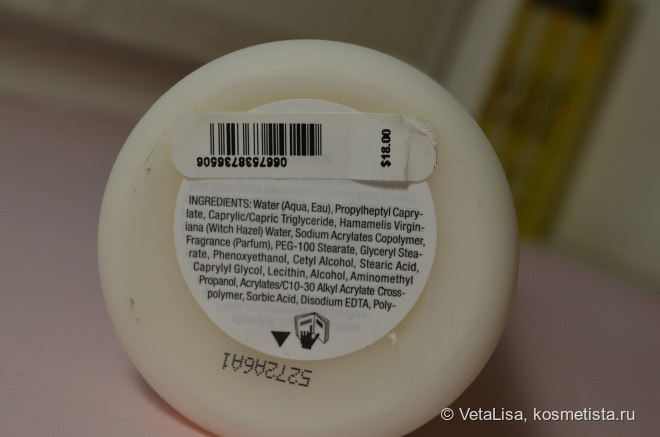 0667538736506
$18.00
INGREDIENTS: Water (Aqua, Eau), Propylheptyl Capry-
late, Caprylic/Capric Triglyceride, Hamamelis Virgin-
iana (Witch Hazel) Water, Sodium Acrylates Copolymer,
Fragrance (Parfum), PEG-100 Stearate, Glyceryl Stea-
rate, Phenoxyethanol, Cetyl Alcohol, Stearic Acid,
Caprylyl Glycol, Lecithin, Alcohol, Aminomethyl
Propanol, Acrylates/C10-30 Alkyl Acrylate Cross-
polymer, Sorbic Acid, Disodium EDTA, Poly-
5272A6A1
© VetaLisa, kosmetista.ru